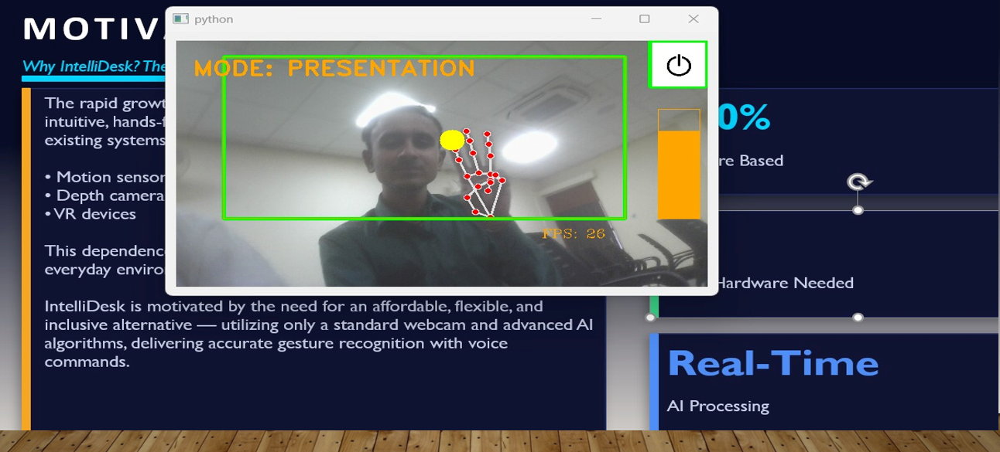 MOTIV
Why IntelliDesk? The
python
MODE: PRESENTATION
FPS: 26
The rapid growt
intuitive, hands-f
existing systems
• Motion sensor
• Depth camera
• VR devices
This dependenc
everyday enviro
IntelliDesk is motivated by the need for an affordable, flexible, and
inclusive alternative — utilizing only a standard webcam and advanced AI
algorithms, delivering accurate gesture recognition with voice
commands.
0%
re Based
Hardware Needed
Real-Time
AI Processing